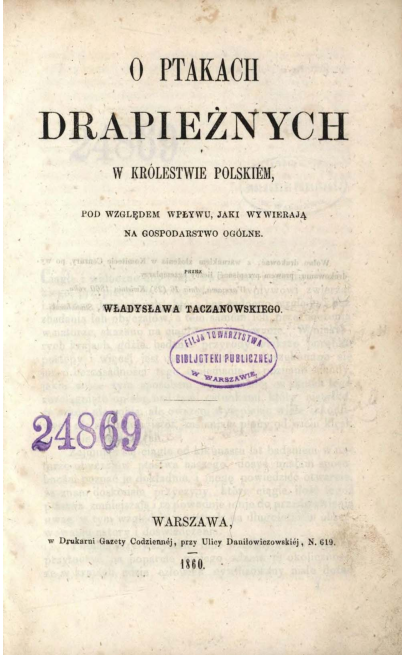 O PTAKACH
DRAPIEŻNYCH
W KRÓLESTWIE POLSKIÉM,
POD WZGLĘDEM WPŁYWU, JAKI WYWIERAJĄ
NA GOSPODARSTWO OGÓLNE.
PRZEZ
WŁADYSŁAWA TACZANOWSKIEGO.
FILJA TOWARZYSTWA
BIBLJOTEKI PUBLICZNEJ
W WARSZAWIE
24869
WARSZAWA,
w Drukarni Gazety Codziennéj, przy Ulicy Daniłowiczowskiéj, N. 619.
1860.